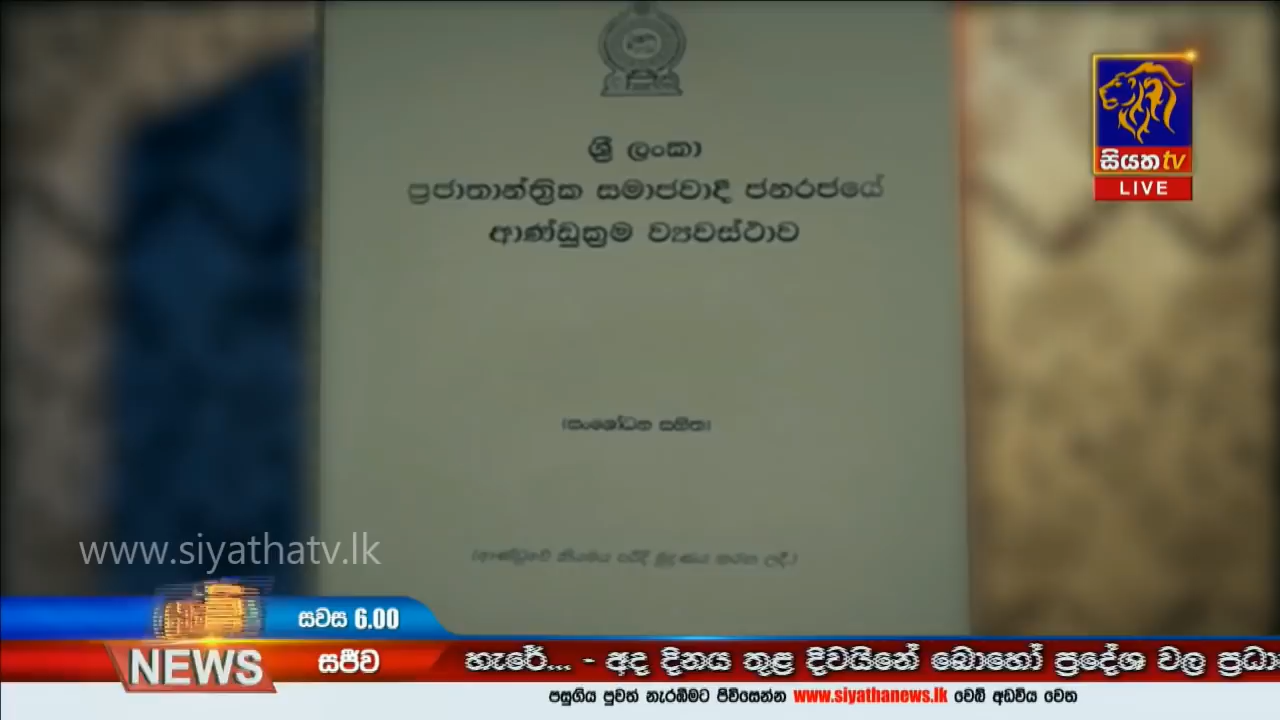 ශ්‍රී ලංකා
ප්‍රජාතාන්ත්‍රික සමාජවාදී ජනරජයේ
ආණ්ඩුක්‍රම ව්‍යවස්ථාව
(සංශෝධන සහිත)
සියත tv
LIVE
www.siyathatv.lk
සවස 6.00
NEWS
සජීව
හැරේ... - අද දිනය තුළ දිවයිනේ බොහෝ ප්‍රදේශ වල
පසුගිය පුවත් නැරඹීමට පිවිසෙන්න www.siyathanews.lk වෙබ් අඩවිය වෙත